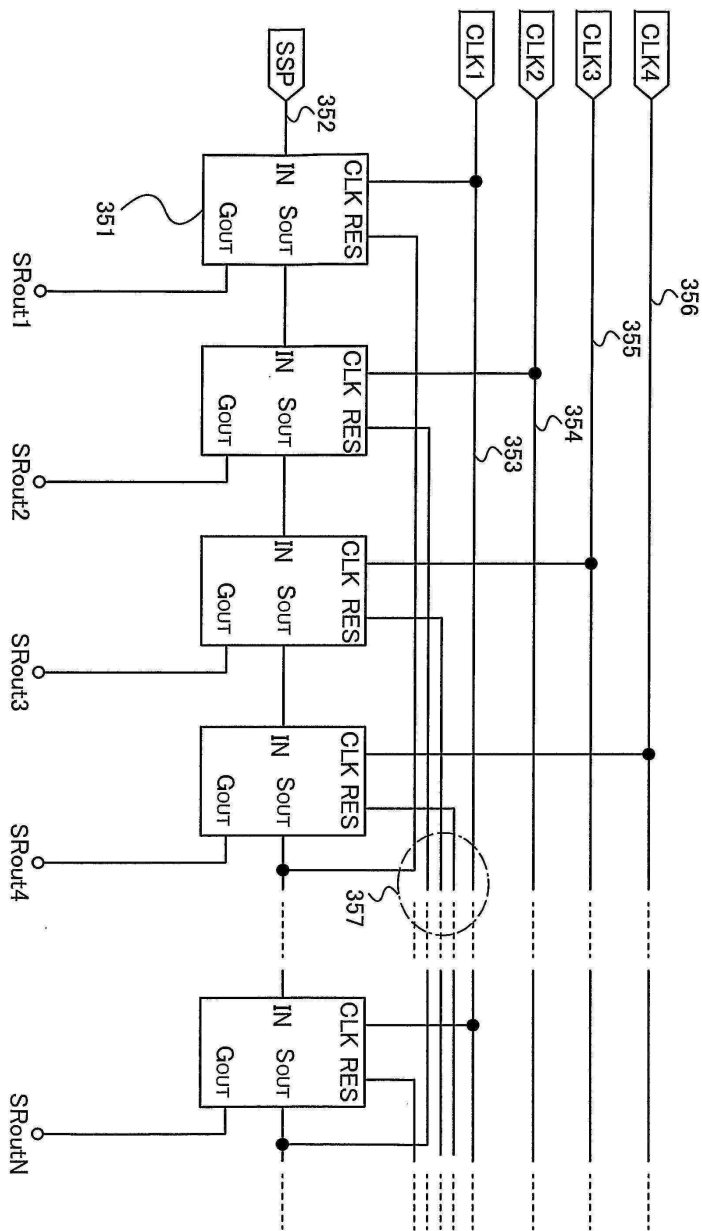 CLK4
CLK3
CLK2
CLK1
SSP
356
355
354
353
352
351
357
CLK RES
IN SOUT
GOUT
CLK RES
IN SOUT
GOUT
CLK RES
IN SOUT
GOUT
CLK RES
IN SOUT
GOUT
CLK RES
IN SOUT
GOUT
SRout1
SRout2
SRout3
SRout4
SRoutN